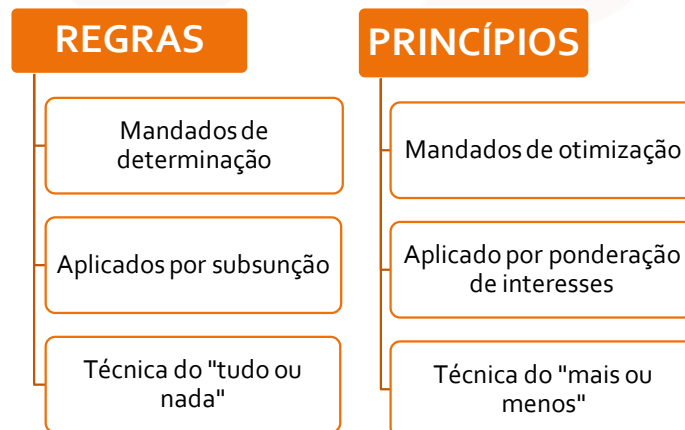 REGRAS
Mandados de
determinação
Aplicados por subsunção
Técnica do "tudo ou
nada"
PRINCÍPIOS
Mandados de otimização
Aplicado por ponderação
de interesses
Técnica do "mais ou
menos"